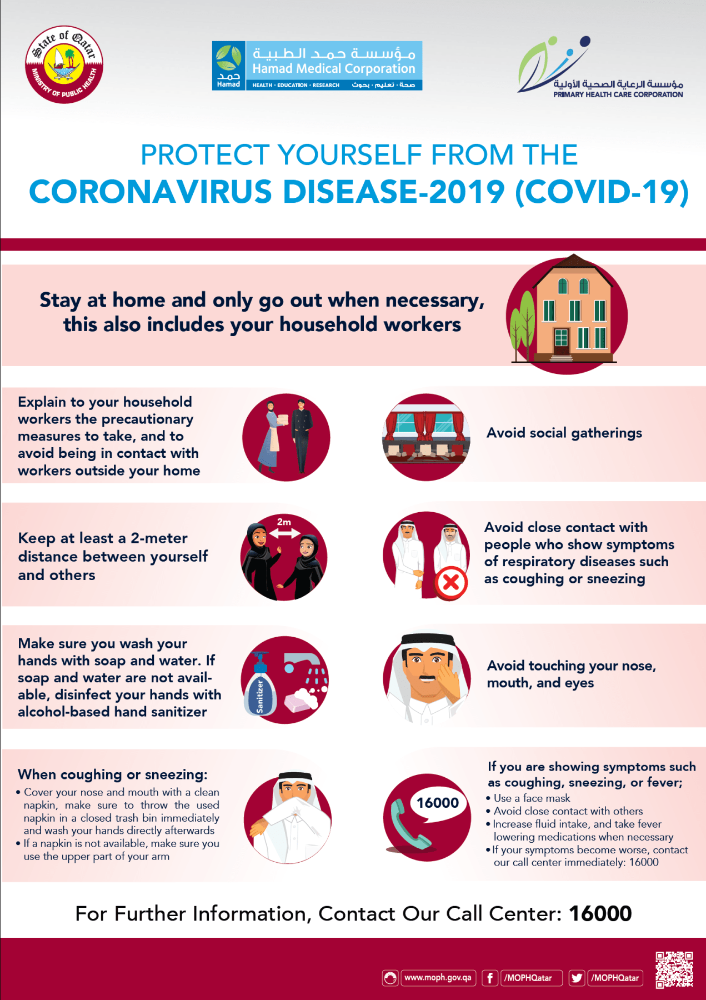 State of Qatar
MINISTRY OF PUBLIC HEALTH
حمد
Hamad
مؤسسة حمد الطبية
Hamad Medical Corporation
HEALTH · EDUCATION · RESEARCH صحة · تعليم · بحوث
مؤسسة الرعاية الصحية الأولية
PRIMARY HEALTH CARE CORPORATION
PROTECT YOURSELF FROM THE
CORONAVIRUS DISEASE-2019 (COVID-19)
Stay at home and only go out when necessary,
this also includes your household workers
Explain to your household
workers the precautionary
measures to take, and to
avoid being in contact with
workers outside your home
Avoid social gatherings
Keep at least a 2-meter
distance between yourself
and others
2m
Avoid close contact with
people who show symptoms
of respiratory diseases such
as coughing or sneezing
Make sure you wash your
hands with soap and water. If
soap and water are not avail-
able, disinfect your hands with
alcohol-based hand sanitizer
Sanitizer
Avoid touching your nose,
mouth, and eyes
When coughing or sneezing:
• Cover your nose and mouth with a clean
napkin, make sure to throw the used
napkin in a closed trash bin immediately
and wash your hands directly afterwards
• If a napkin is not available, make sure you
use the upper part of your arm
16000
If you are showing symptoms such
as coughing, sneezing, or fever;
• Use a face mask
• Avoid close contact with others
• Increase fluid intake, and take fever
lowering medications when necessary
• If your symptoms become worse, contact
our call center immediately: 16000
For Further Information, Contact Our Call Center: 16000
www.moph.gov.qa /MOPHQatar /MOPHQatar